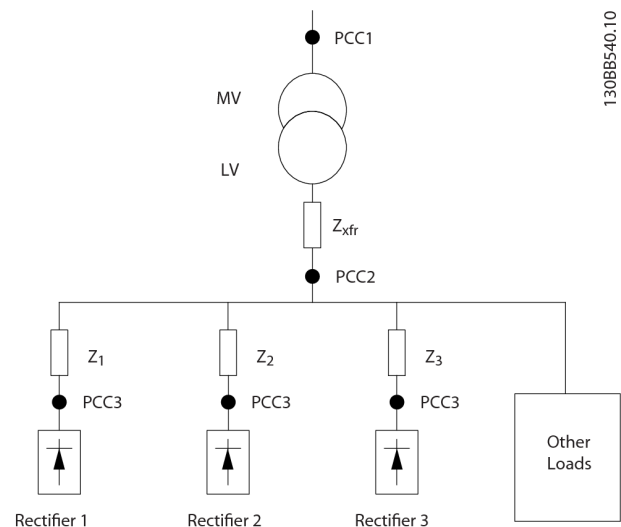 PCC1
130BB540.10
MV
LV
Zxfr
PCC2
Z1
Z2
Z3
PCC3
PCC3
PCC3
Other
Loads
Rectifier 1
Rectifier 2
Rectifier 3